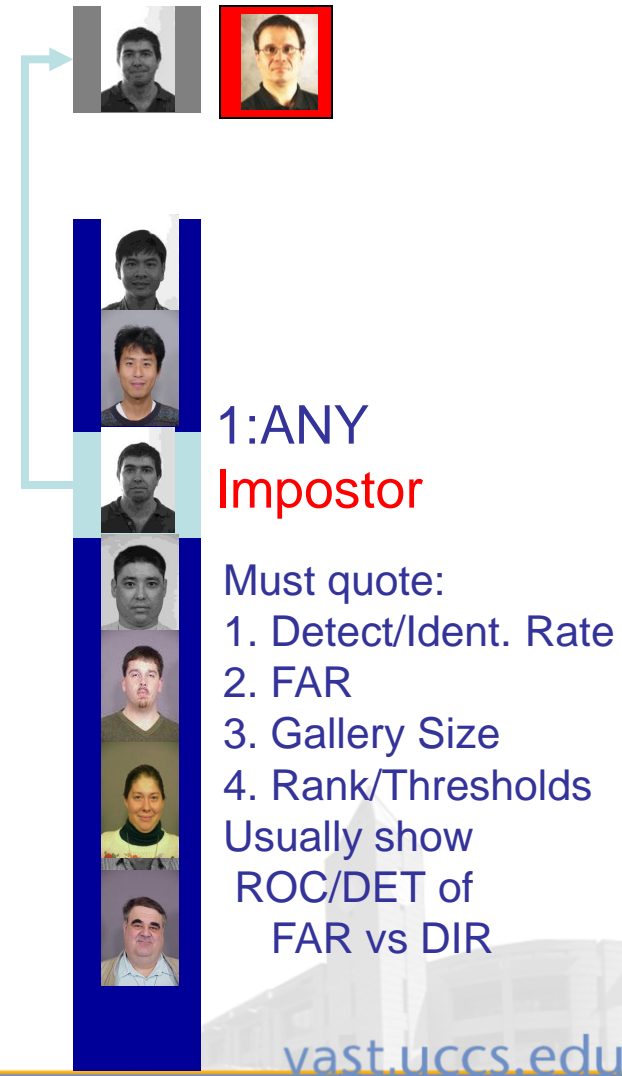 1:ANY
Impostor
Must quote:
1. Detect/Ident. Rate
2. FAR
3. Gallery Size
4. Rank/Thresholds
Usually show
ROC/DET of
FAR vs DIR
vast.uccs.edu